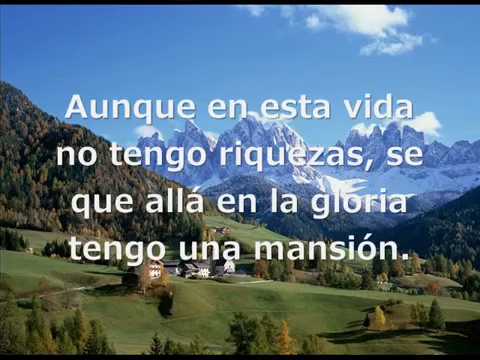 Aunque en esta vida
no tengo riquezas, se
que allá en la gloria
tengo una mansión.